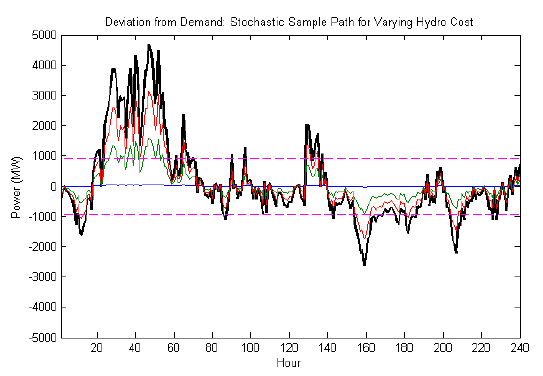 Deviation from Demand: Stochastic Sample Path for Varying Hydro Cost
5000
4000
3000
2000
1000
0
-1000
-2000
-3000
-4000
-5000
Power (MW)
20 40 60 80 100 120 140 160 180 200 220 240
Hour